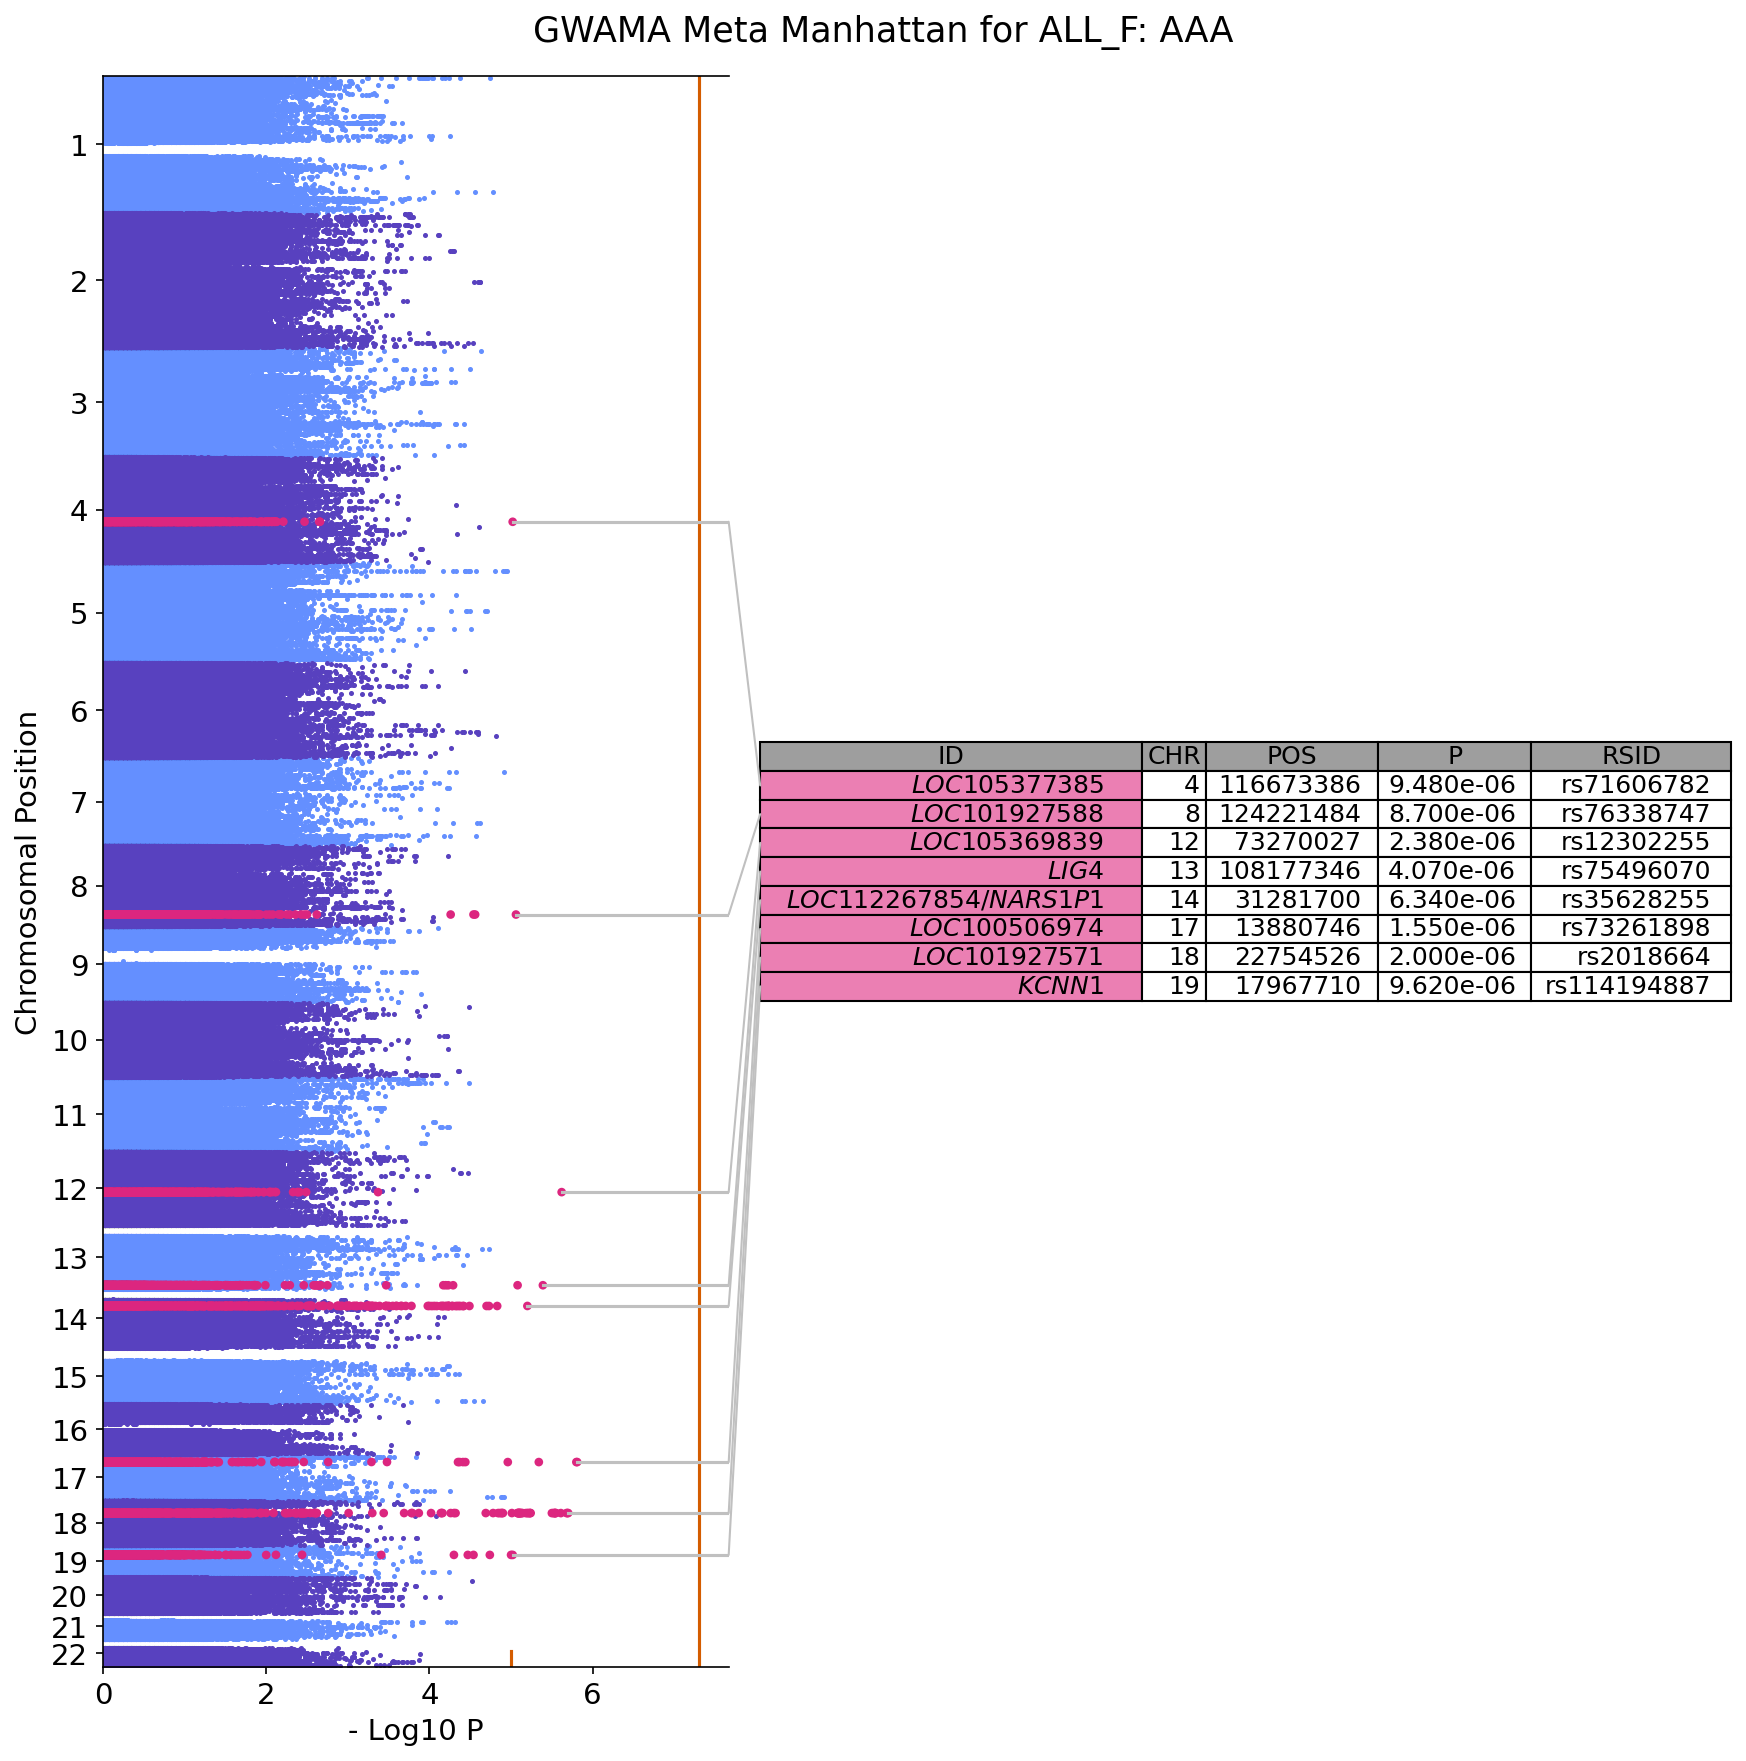 GWAMA Meta Manhattan for ALL_F: AAA
Chromosomal Position
1
2
3
4
5
6
7
8
9
10
11
12
13
14
15
16
17
18
19
20
21
22
0 2 4 6
- Log10 P
ID CHR POS P RSID
LOC105377385 4 116673386 9.480e-06 rs71606782
LOC101927588 8 124221484 8.700e-06 rs76338747
LOC105369839 12 73270027 2.380e-06 rs12302255
LIG4 13 108177346 4.070e-06 rs75496070
LOC112267854/NARS1P1 14 31281700 6.340e-06 rs35628255
LOC100506974 17 13880746 1.550e-06 rs73261898
LOC101927571 18 22754526 2.000e-06 rs2018664
KCNN1 19 17967710 9.620e-06 rs114194887